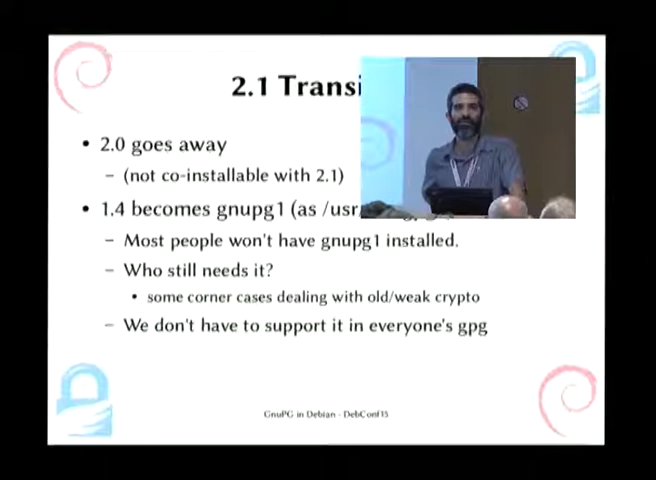 2.1 Transi
• 2.0 goes away
– (not co-installable with 2.1)
• 1.4 becomes gnupg1 (as /usr/
– Most people won't have gnupg1 installed.
– Who still needs it?
• some corner cases dealing with old/weak crypto
– We don't have to support it in everyone's gpg
GnuPG in Debian - DebConf15